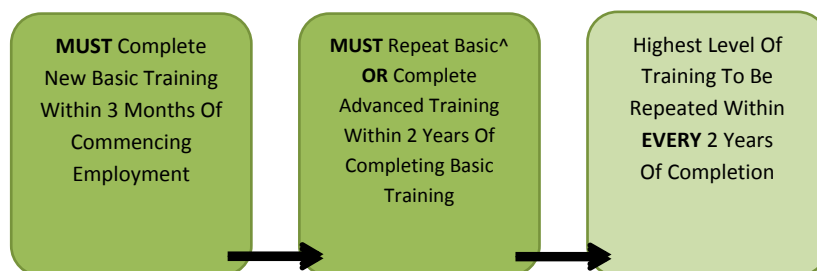 MUST Complete
New Basic Training
Within 3 Months Of
Commencing
Employment
MUST Repeat Basic^
OR Complete
Advanced Training
Within 2 Years Of
Completing Basic
Training
Highest Level Of
Training To Be
Repeated Within
EVERY 2 Years
Of Completion